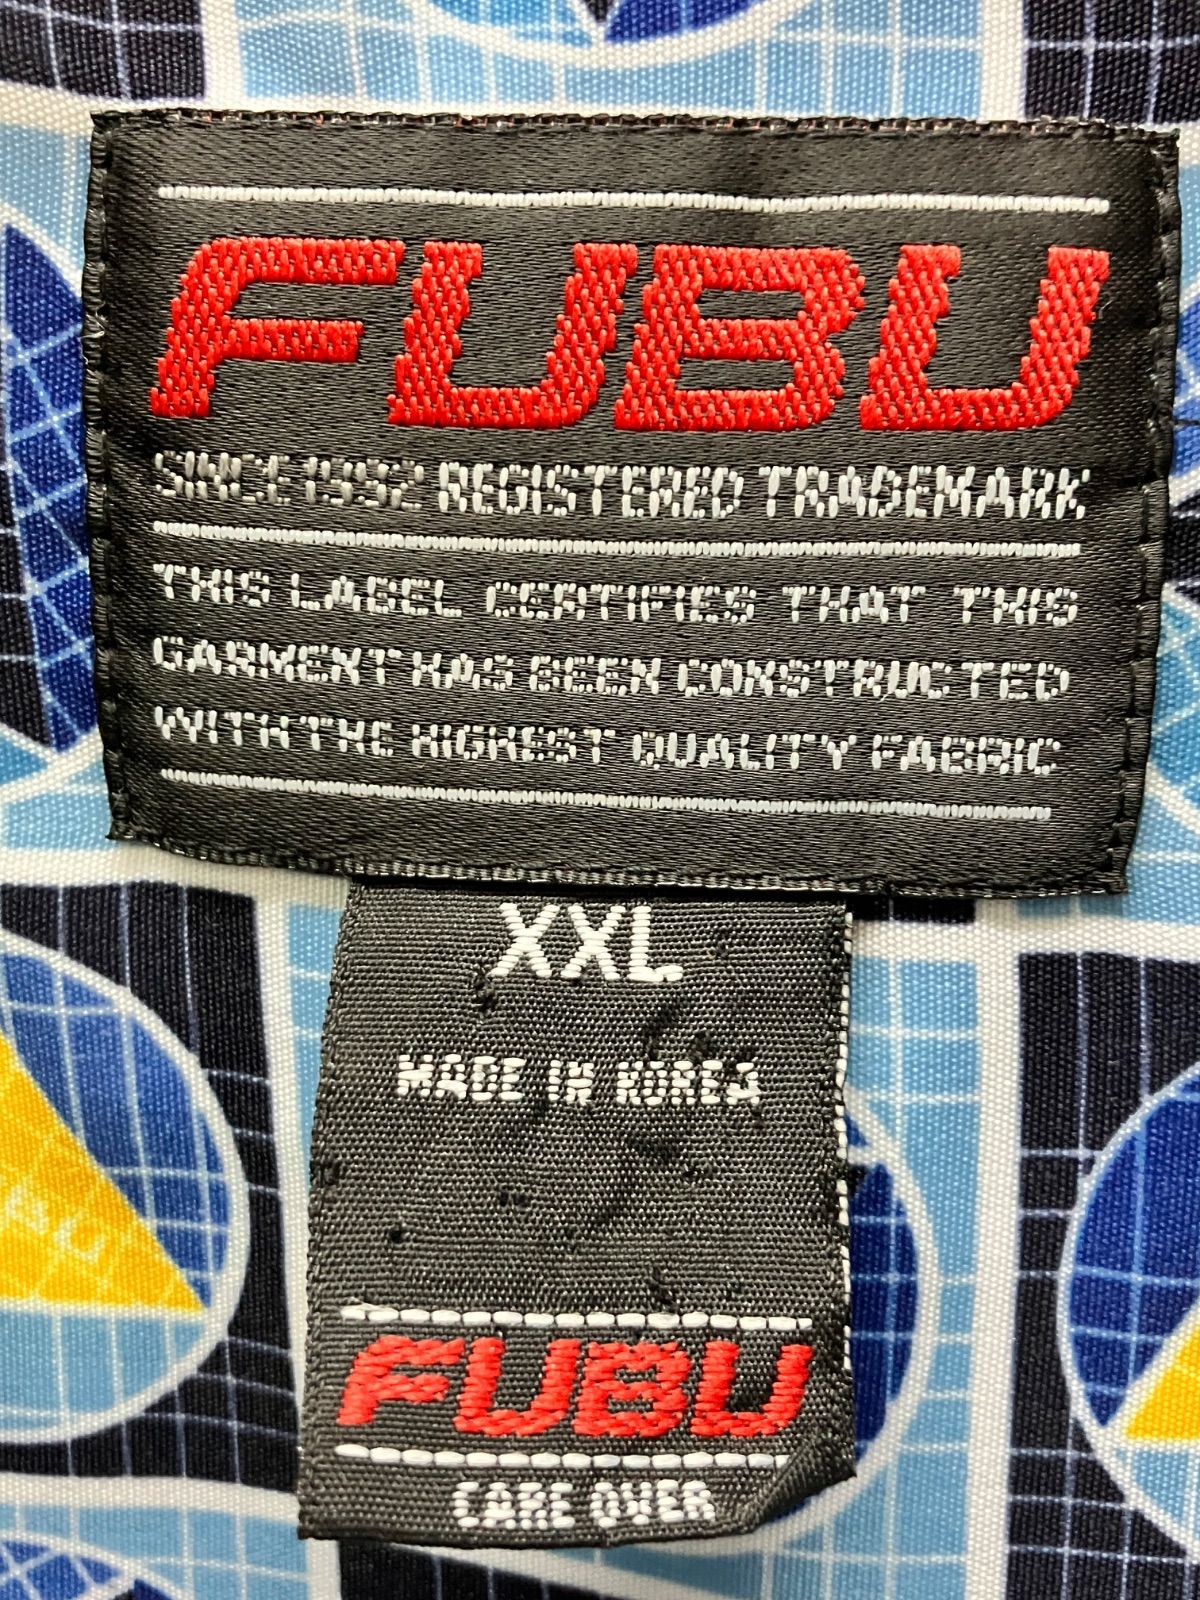 FUBU
SINCE 1992 REGISTERED TRADEMARK
THIS LABEL CERTIFIES THAT THIS
GARMENT HAS BEEN CONSTRUCTED
WITH THE HIGHEST QUALITY FABRIC
XXL
MADE IN KOREA
FUBU
CARE OVER